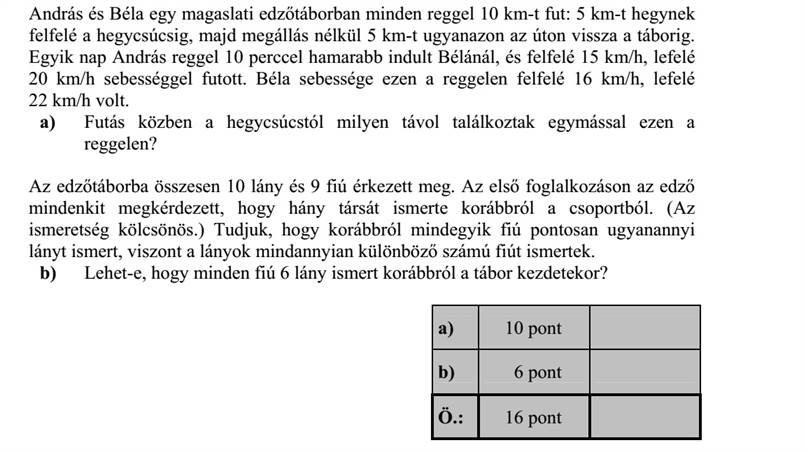 András és Béla egy magaslati edzőtáborban minden reggel 10 km-t fut: 5 km-t hegynek
felfelé a hegycsúcsig, majd megállás nélkül 5 km-t ugyanazon az úton vissza a táborig.
Egyik nap András reggel 10 perccel hamarabb indult Bélánál, és felfelé 15 km/h, lefelé
20 km/h sebességgel futott. Béla sebessége ezen a reggelen felfelé 16 km/h, lefelé
22 km/h volt.
a) Futás közben a hegycsúcstól milyen távol találkoztak egymással ezen a
reggelen?
Az edzőtáborba összesen 10 lány és 9 fiú érkezett meg. Az első foglalkozáson az edző
mindenkit megkérdezett, hogy hány társát ismerte korábbról a csoportból. (Az
ismeretség kölcsönös.) Tudjuk, hogy korábbról mindegyik fiú pontosan ugyanannyi
lányt ismert, viszont a lányok mindannyian különböző számú fiút ismertek.
b) Lehet-e, hogy minden fiú 6 lány ismert korábbról a tábor kezdetekor?
a) 10 pont
b) 6 pont
Ö.: 16 pont